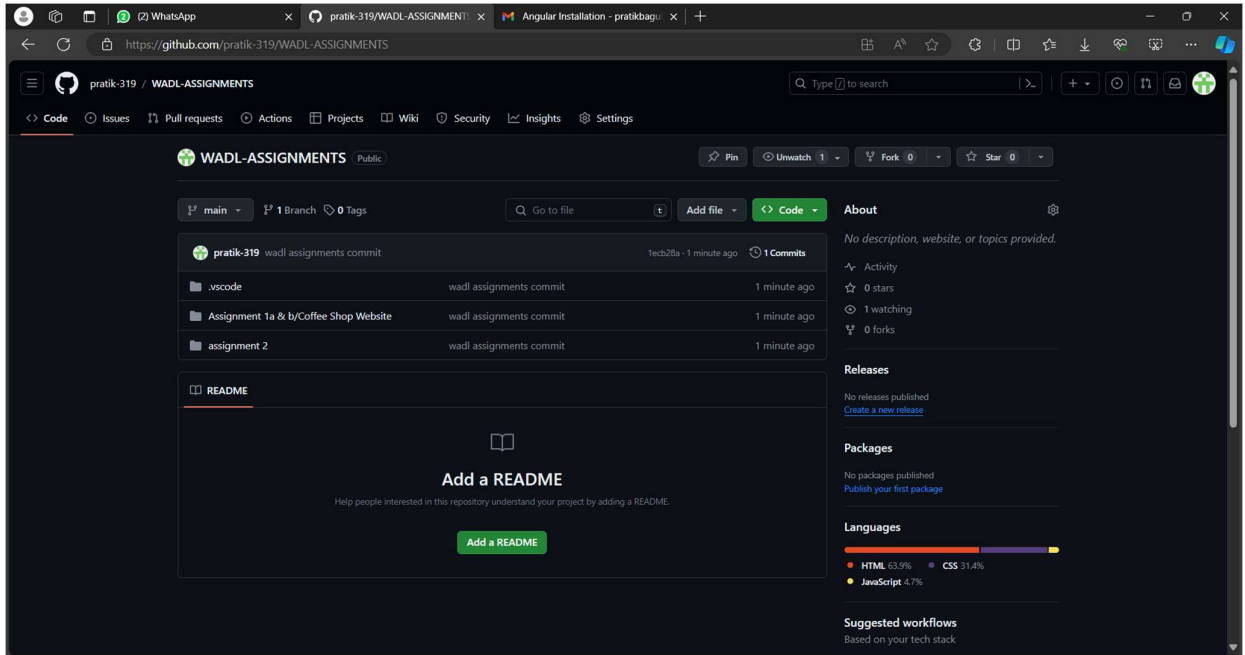 (2) WhatsApp
pratik-319/WADL-ASSIGNMENT
Angular Installation - pratikbagul
https://github.com/pratik-319/WADL-ASSIGNMENTS
pratik-319 / WADL-ASSIGNMENTS
Type / to search
Code Issues Pull requests Actions Projects Wiki Security Insights Settings
WADL-ASSIGNMENTS Public
Pin Unwatch 1 Fork 0 Star 0
main 1 Branch 0 Tags Go to file t Add file Code
pratik-319 wadl assignments commit 1ecb28a · 1 minute ago 1 Commits
.vscode wadl assignments commit 1 minute ago
Assignment 1a & b/Coffee Shop Website wadl assignments commit 1 minute ago
assignment 2 wadl assignments commit 1 minute ago
README
Add a README
Help people interested in this repository understand your project by adding a README.
Add a README
About
No description, website, or topics provided.
Activity
0 stars
1 watching
0 forks
Releases
No releases published
Create a new release
Packages
No packages published
Publish your first package
Languages
HTML 63.9% CSS 31.4%
JavaScript 4.7%
Suggested workflows
Based on your tech stack